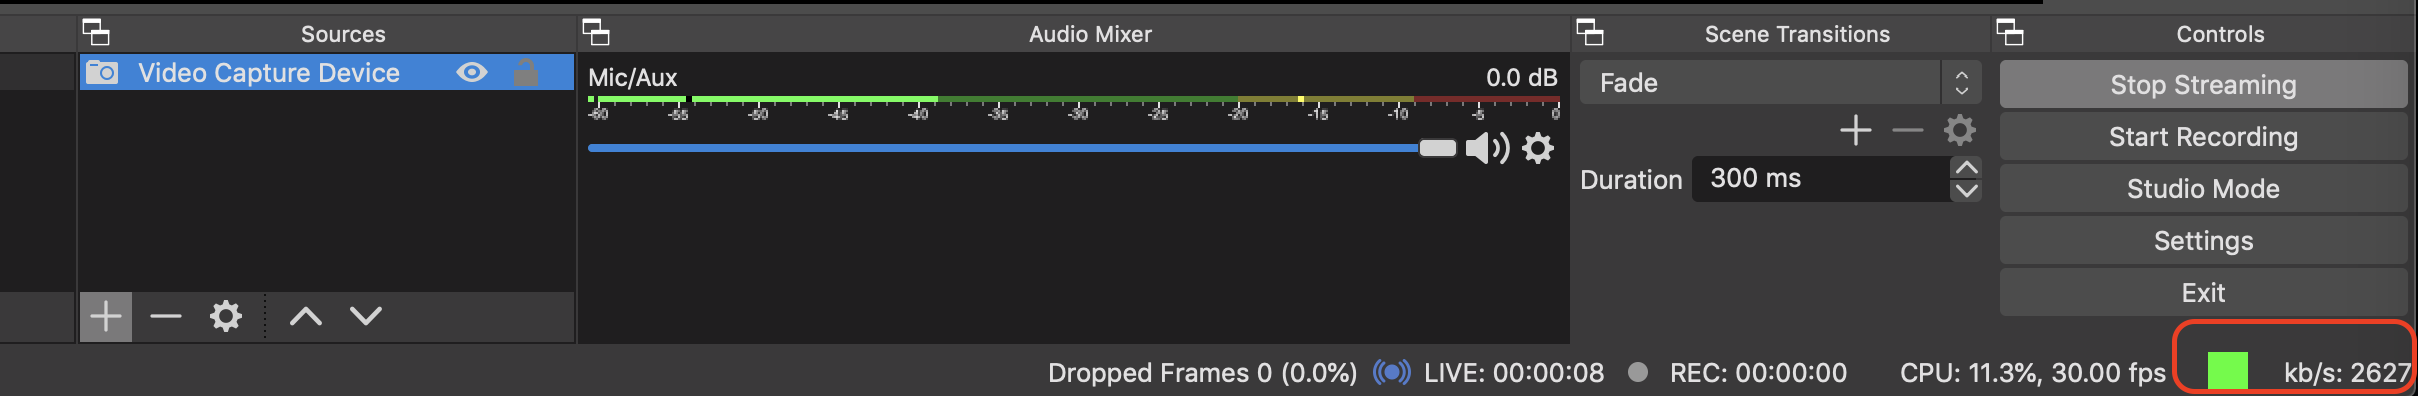 Sources
Audio Mixer
Scene Transitions
Controls
Video Capture Device
Mic/Aux
0.0 dB
-60 -55 -50 -45 -40 -35 -30 -25 -20 -15 -10 -5 0
Fade
Duration
300 ms
Stop Streaming
Start Recording
Studio Mode
Settings
Exit
Dropped Frames 0 (0.0%) LIVE: 00:00:08 REC: 00:00:00 CPU: 11.3%, 30.00 fps kb/s: 2627